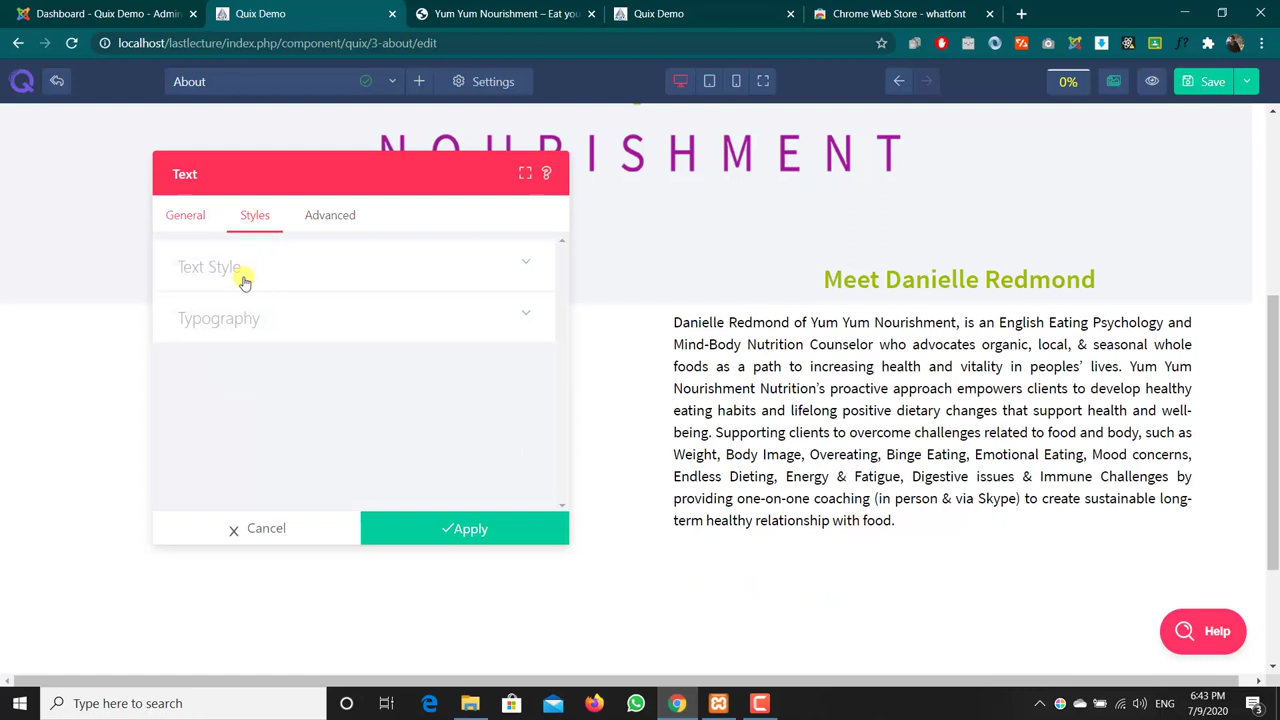 Dashboard - Quix Demo - Admin
Quix Demo
Yum Yum Nourishment – Eat you
Quix Demo
Chrome Web Store - whatfont
localhost/lastlecture/index.php/component/quix/3-about/edit
About
Settings
0%
Save
NOURISHMENT
Text
General
Styles
Advanced
Text Style
Typography
Cancel
Apply
Meet Danielle Redmond
Danielle Redmond of Yum Yum Nourishment, is an English Eating Psychology and
Mind-Body Nutrition Counselor who advocates organic, local, & seasonal whole
foods as a path to increasing health and vitality in peoples’ lives. Yum Yum
Nourishment Nutrition’s proactive approach empowers clients to develop healthy
eating habits and lifelong positive dietary changes that support health and well-
being. Supporting clients to overcome challenges related to food and body, such as
Weight, Body Image, Overeating, Binge Eating, Emotional Eating, Mood concerns,
Endless Dieting, Energy & Fatigue, Digestive issues & Immune Challenges by
providing one-on-one coaching (in person & via Skype) to create sustainable long-
term healthy relationship with food.
Help
Type here to search
6:43 PM
7/9/2020
3